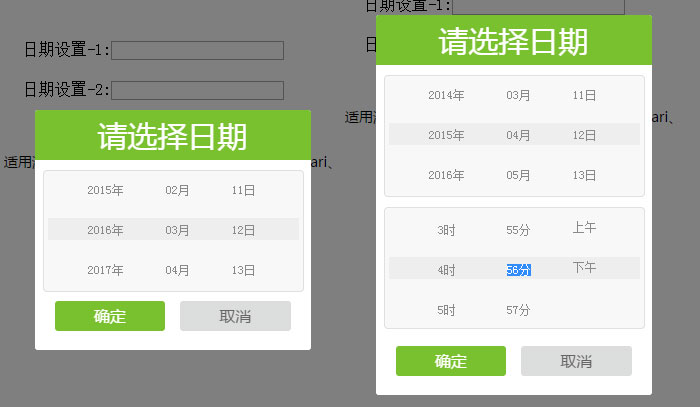 日期设置-1:
日期设置-2:
适用
ari、
请选择日期
2015年 02月 11日
2016年 03月 12日
2017年 04月 13日
确定 取消
日期设置-1:
日
适用
ari、
请选择日期
2014年 03月 11日
2015年 04月 12日
2016年 05月 13日
3时 55分 上午
4时 56分 下午
5时 57分
确定 取消